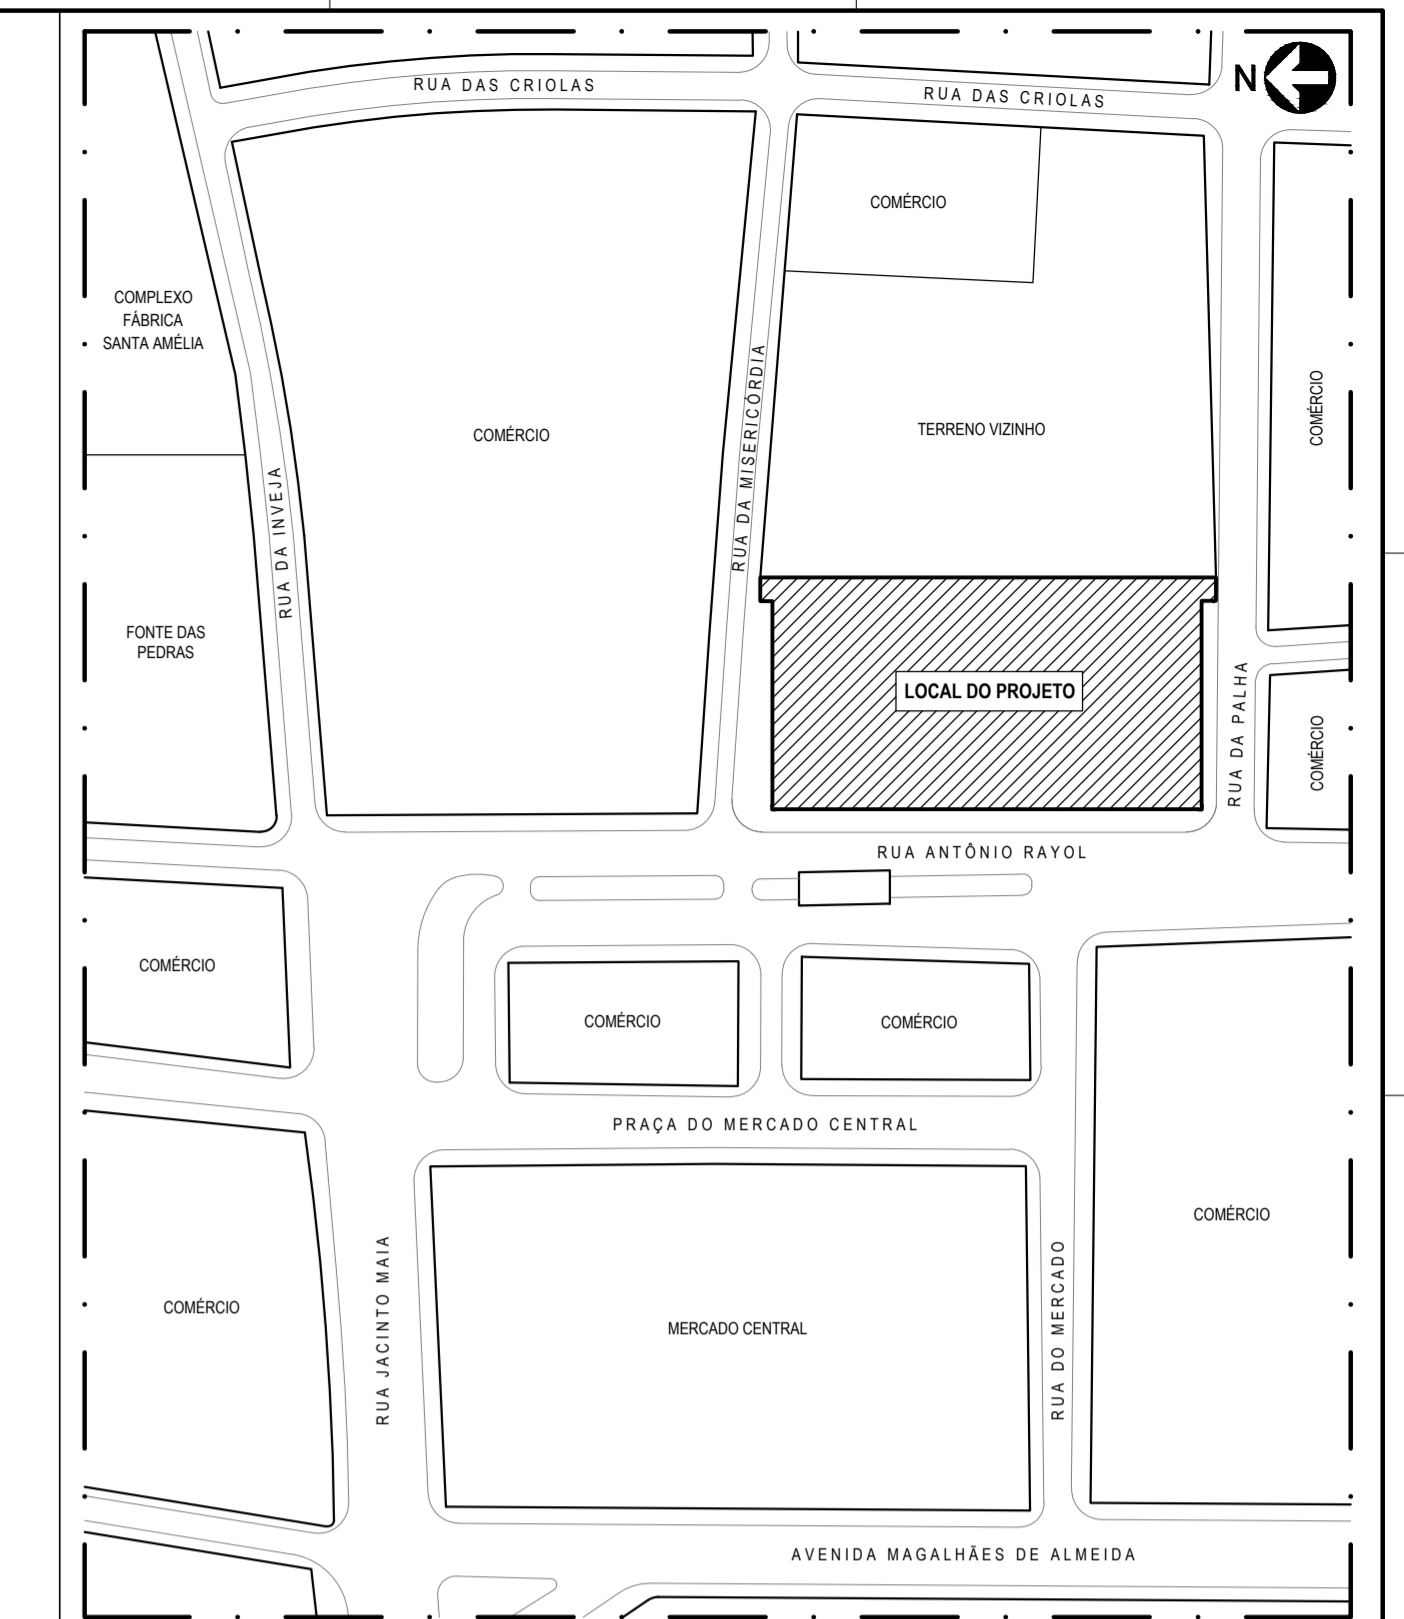 RUA DAS CRIOLAS
RUA DAS CRIOLAS
N
COMÉRCIO
COMPLEXO
FÁBRICA
SANTA AMÉLIA
COMÉRCIO
RUA DA MISERICÓRDIA
TERRENO VIZINHO
COMÉRCIO
RUA DA INVEJA
FONTE DAS
PEDRAS
LOCAL DO PROJETO
RUA DA PALHA
COMÉRCIO
RUA ANTÔNIO RAYOL
COMÉRCIO
COMÉRCIO
COMÉRCIO
PRAÇA DO MERCADO CENTRAL
COMÉRCIO
COMÉRCIO
RUA JACINTO MAIA
MERCADO CENTRAL
RUA DO MERCADO
AVENIDA MAGALHÃES DE ALMEIDA